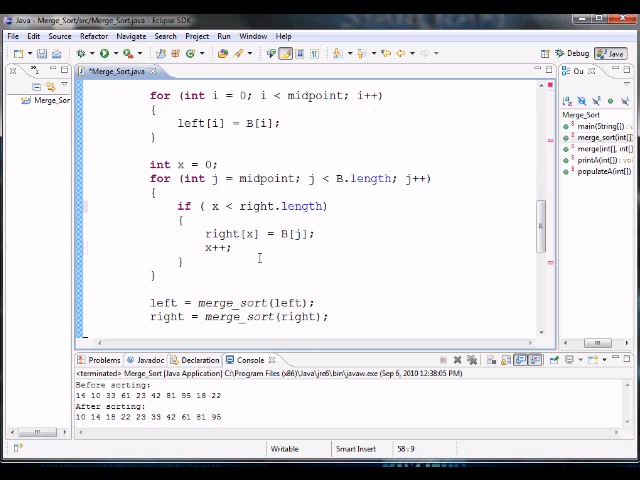 Java - Merge_Sort/src/Merge_Sort.java - Eclipse SDK
File Edit Source Refactor Navigate Search Project Run Window Help
Debug Java
*Merge_Sort.java
Ou
Merge_Sort
for (int i = 0; i < midpoint; i++)
{
left[i] = B[i];
}
int x = 0;
for (int j = midpoint; j < B.length; j++)
{
if ( x < right.length)
{
right[x] = B[j];
x++;
}
}
left = merge_sort(left);
right = merge_sort(right);
Merge_Sort
main(String[])
merge_sort(int[]
merge(int[], int[]
printA(int[]) : vo
populateA(int[])
Problems Javadoc Declaration Console
<terminated> Merge_Sort [Java Application] C:\Program Files (x86)\Java\jre6\bin\javaw.exe (Sep 6, 2010 12:38:05 PM)
Before sorting:
14 10 33 61 23 42 81 95 18 22
After sorting:
10 14 18 22 23 33 42 61 81 95
Writable Smart Insert 58 : 9